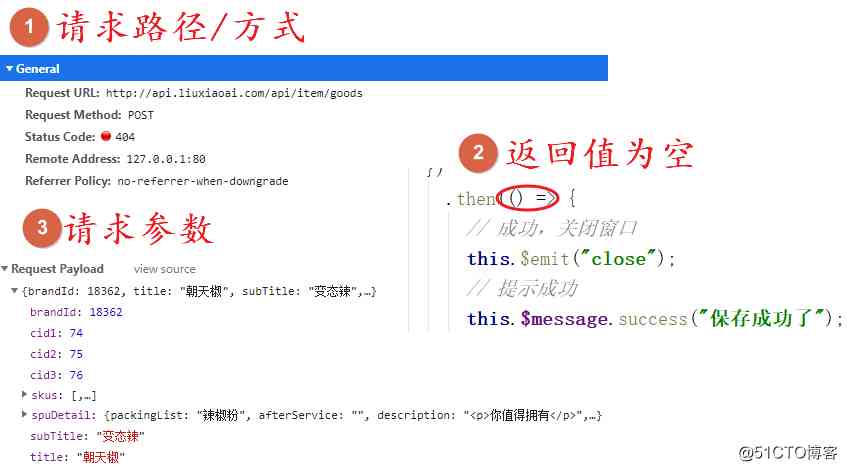 1 请求路径/方式
General
Request URL: http://api.liuxiaoai.com/api/item/goods
Request Method: POST
Status Code: 404
Remote Address: 127.0.0.1:80
Referrer Policy: no-referrer-when-downgrade
2 返回值为空
})
.then(() => {
// 成功，关闭窗口
this.$emit("close");
// 提示成功
this.$message.success("保存成功了");
3 请求参数
Request Payload view source
{brandId: 18362, title: "朝天椒", subTitle: "变态辣",…}
brandId: 18362
cid1: 74
cid2: 75
cid3: 76
skus: [,…]
spuDetail: {packingList: "辣椒粉", afterService: "", description: "<p>你值得拥有</p>",…}
subTitle: "变态辣"
title: "朝天椒"
@51CTO博客